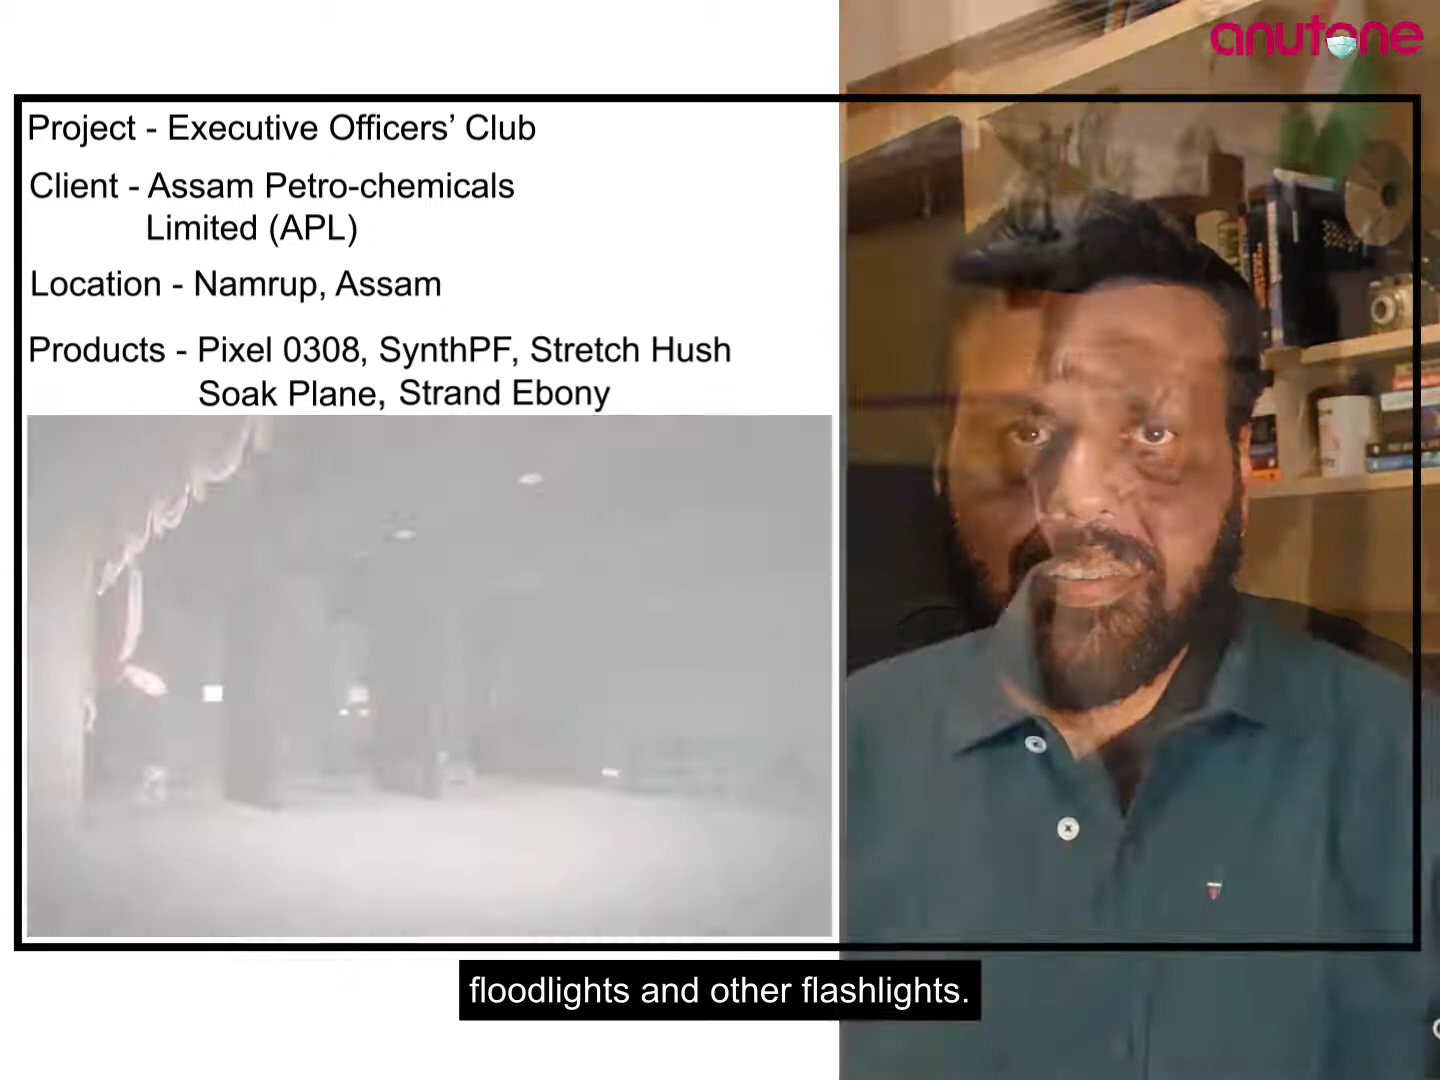 anutone
Project - Executive Officers’ Club
Client - Assam Petro-chemicals
Limited (APL)
Location - Namrup, Assam
Products - Pixel 0308, SynthPF, Stretch Hush
Soak Plane, Strand Ebony
floodlights and other flashlights.